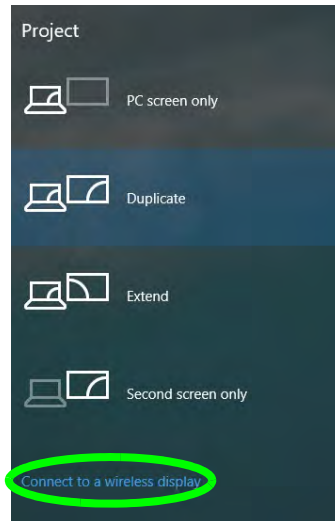 Project
PC screen only
Duplicate
Extend
Second screen only
Connect to a wireless display